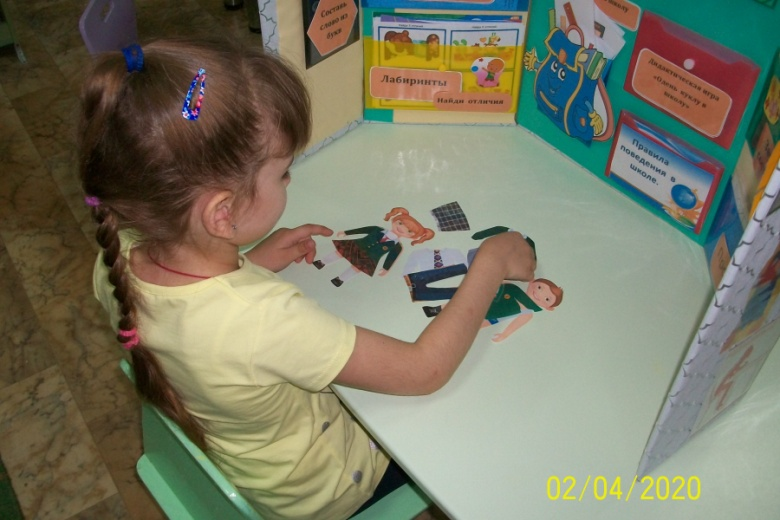 Составь
слово из
букв
Лабиринты
Найди отличия
Дидактическая игра
«Одень куклу в
школу»
Правила
поведения в
школе.
02/04/2020